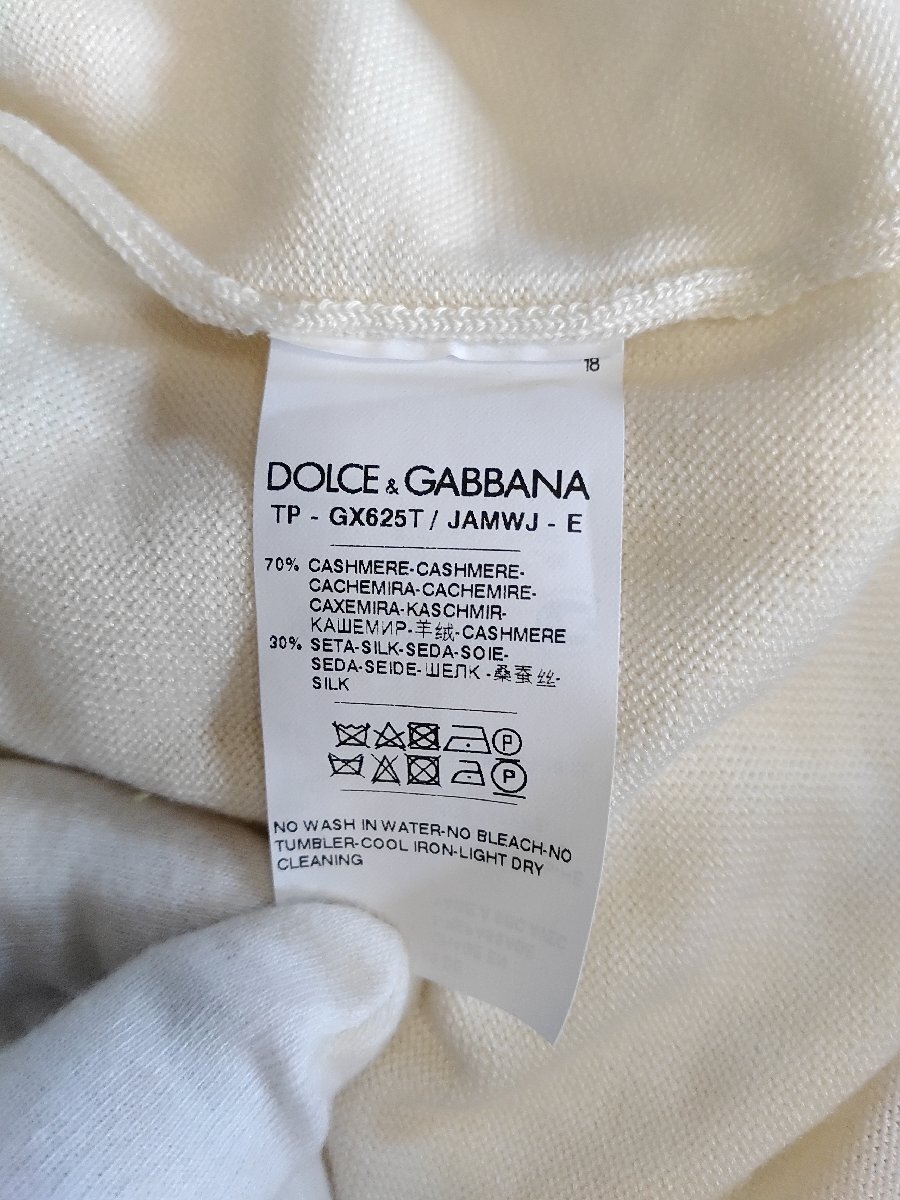 18
DOLCE & GABBANA
TP - GX625T / JAMWJ - E
70% CASHMERE-CASHMERE-
CACHEMIRA-CACHEMIRE-
CAXEMIRA-KASCHMIR-
КАШЕМИР-羊绒-CASHMERE
30% SETA-SILK-SEDA-SOIE-
SEDA-SEIDE-ШЕЛК -桑蚕丝-
SILK
P
P
NO WASH IN WATER-NO BLEACH-NO
TUMBLER-COOL IRON-LIGHT DRY
CLEANING